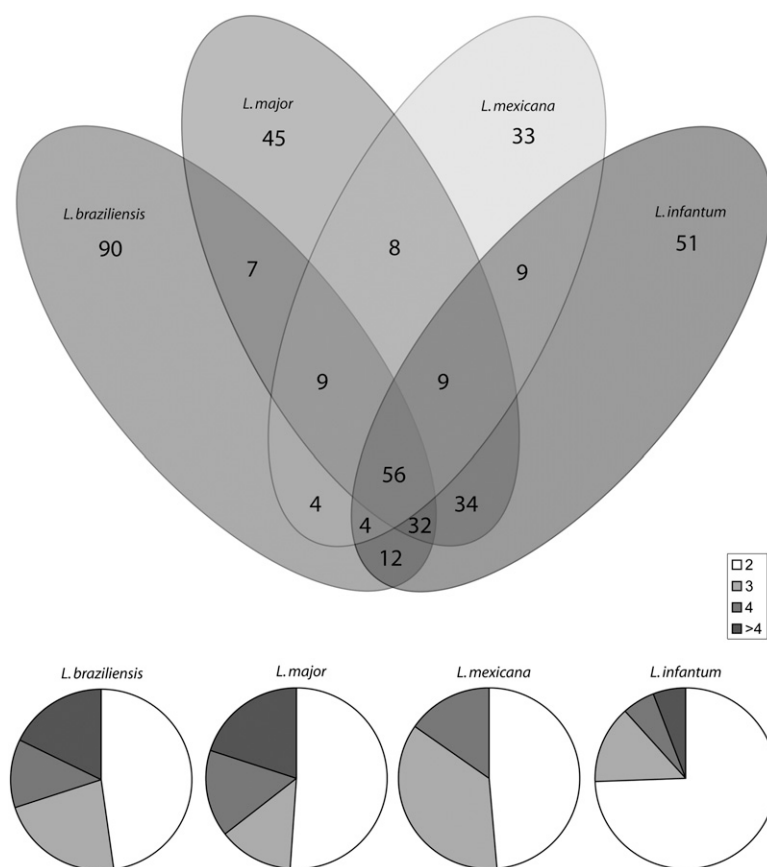 L. major
45
L. mexicana
33
L. braziliensis
90
L. infantum
51
7
8
9
9
9
56
4
34
4
32
12
2
3
4
>4
L. braziliensis
L. major
L. mexicana
L. infantum